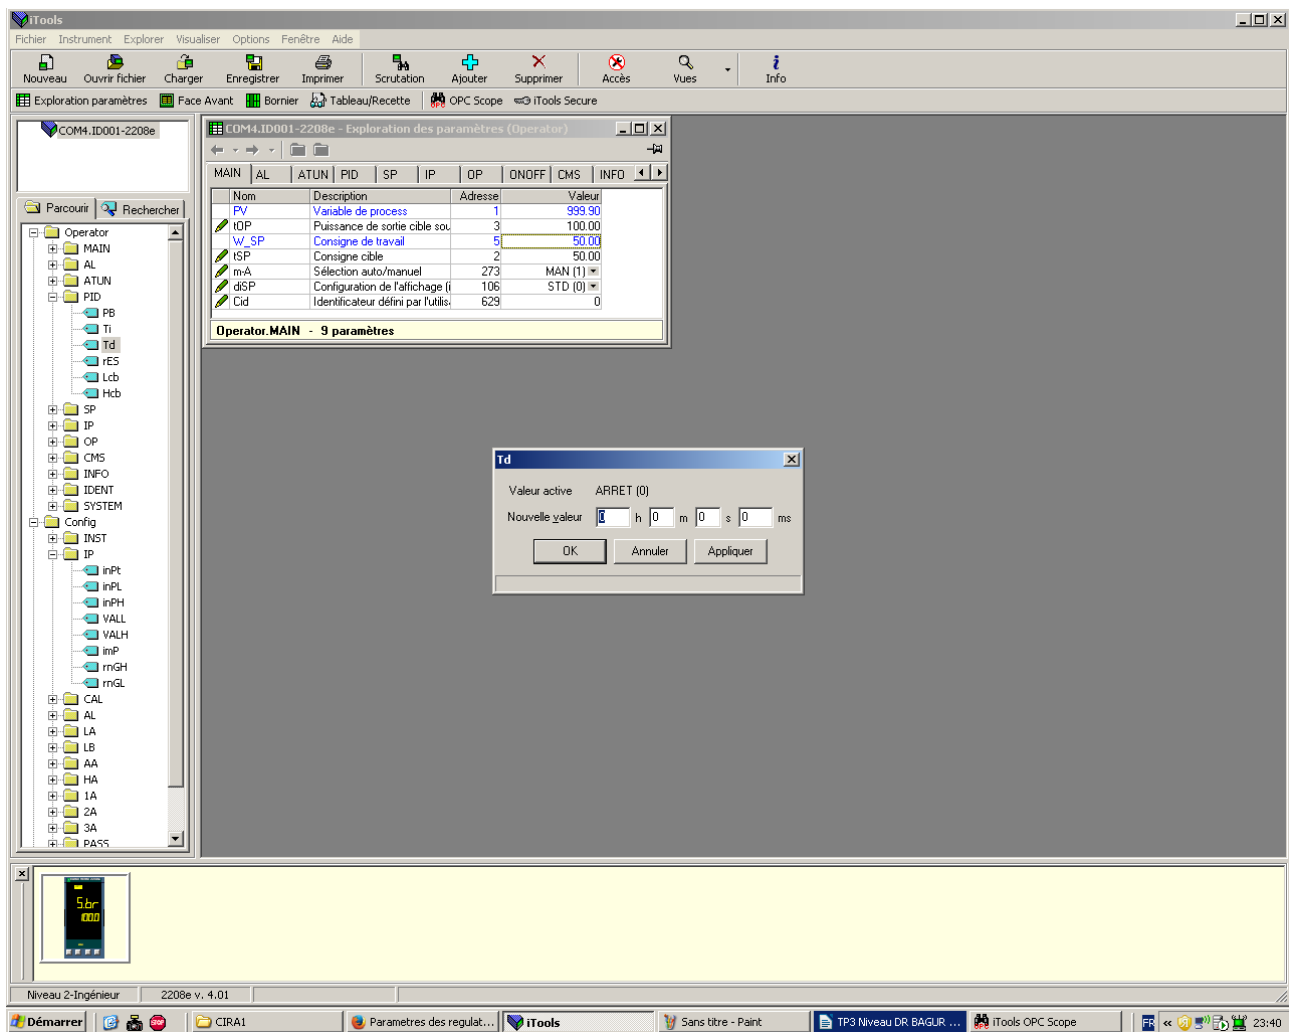 iTools
Fichier Instrument Explorer Visualiser Options Fenêtre Aide
Nouveau Ouvrir fichier Charger Enregistrer Imprimer Scrutation Ajouter Supprimer Accès Vues Info
Exploration paramètres Face Avant Bornier Tableau/Recette OPC Scope iTools Secure
COM4.ID001-2208e
COM4.ID001-2208e - Exploration des paramètres (Operator)
MAIN AL ATUN PID SP IP OP ONOFF CMS INFO
Nom Description Adresse Valeur
PV Variable de process 1 999.90
tOP Puissance de sortie cible sou 3 100.00
W_SP Consigne de travail 5 50.00
tSP Consigne cible 2 50.00
m-A Sélection auto/manuel 273 MAN (1)
diSP Configuration de l'affichage (i 106 STD (0)
Cid Identificateur défini par l'utilis 629 0
Operator.MAIN - 9 paramètres
Parcourir Rechercher
Operator
MAIN
AL
ATUN
PID
PB
Ti
Td
rES
Lcb
Hcb
SP
IP
OP
CMS
INFO
IDENT
SYSTEM
Config
INST
IP
inPt
inPL
inPH
VALL
VALH
imP
rnGH
rnGL
CAL
AL
LA
LB
AA
HA
1A
2A
3A
PASS
Td
Valeur active ARRET (0)
Nouvelle valeur 0 h 0 m 0 s 0 ms
OK Annuler Appliquer
S.br
100.0
Niveau 2-Ingénieur 2208e v. 4.01
Démarrer CIRA1 Parametres des regulat... iTools Sans titre - Paint TP3 Niveau DR BAGUR ... iTools OPC Scope FR « 23:40